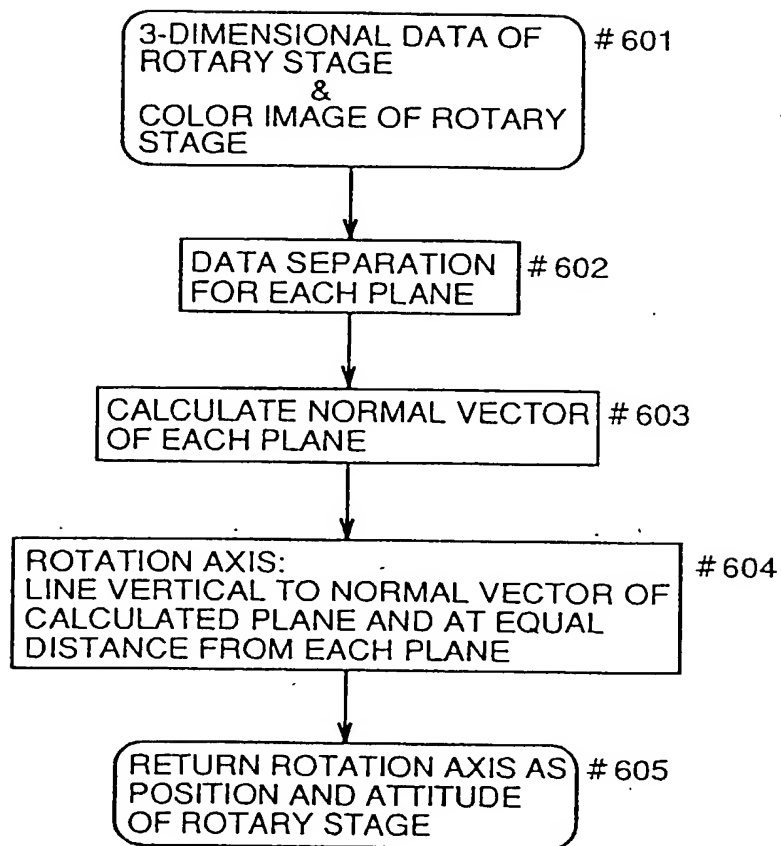 3-DIMENSIONAL DATA OF
ROTARY STAGE
&
COLOR IMAGE OF ROTARY
STAGE
#601
DATA SEPARATION
FOR EACH PLANE
#602
CALCULATE NORMAL VECTOR
OF EACH PLANE
#603
ROTATION AXIS:
LINE VERTICAL TO NORMAL VECTOR OF
CALCULATED PLANE AND AT EQUAL
DISTANCE FROM EACH PLANE
#604
RETURN ROTATION AXIS AS
POSITION AND ATTITUDE
OF ROTARY STAGE
#605